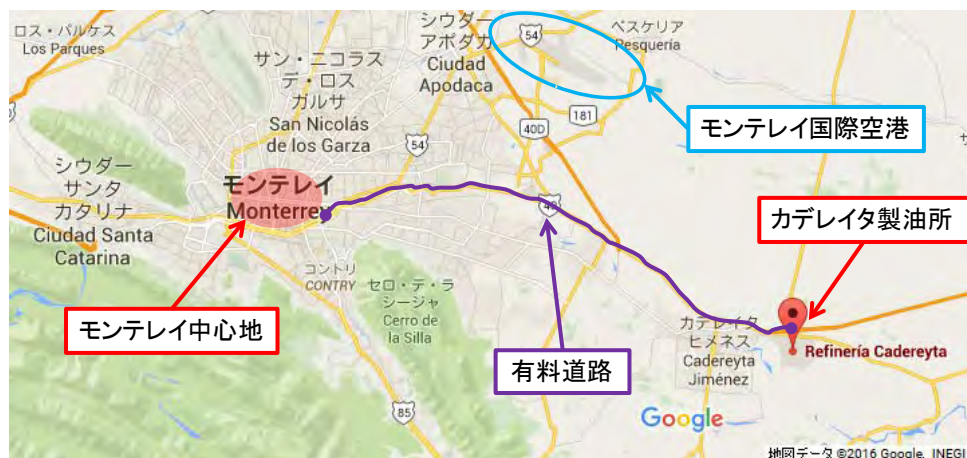 ロス・パルケス
Los Parques
サン・ニコラス
デ・ロス
ガルサ
San Nicolás
de los Garza
シウダー
アポダカ
Ciudad
Apodaca
54
ペスケリア
Pesquería
モンテレイ国際空港
181
40D
54
シウダー
サンタ
カタリナ
Ciudad Santa
Catarina
モンテレイ
Monterrey
40
カデレイタ製油所
コントリ
CONTRY
セロ・デ・ラ
シージャ
Cerro de
la Silla
モンテレイ中心地
有料道路
カデレイタ
ヒメネス
Cadereyta
Jiménez
Refinería Cadereyta
85
Google
地図データ ©2016 Google, INEGI